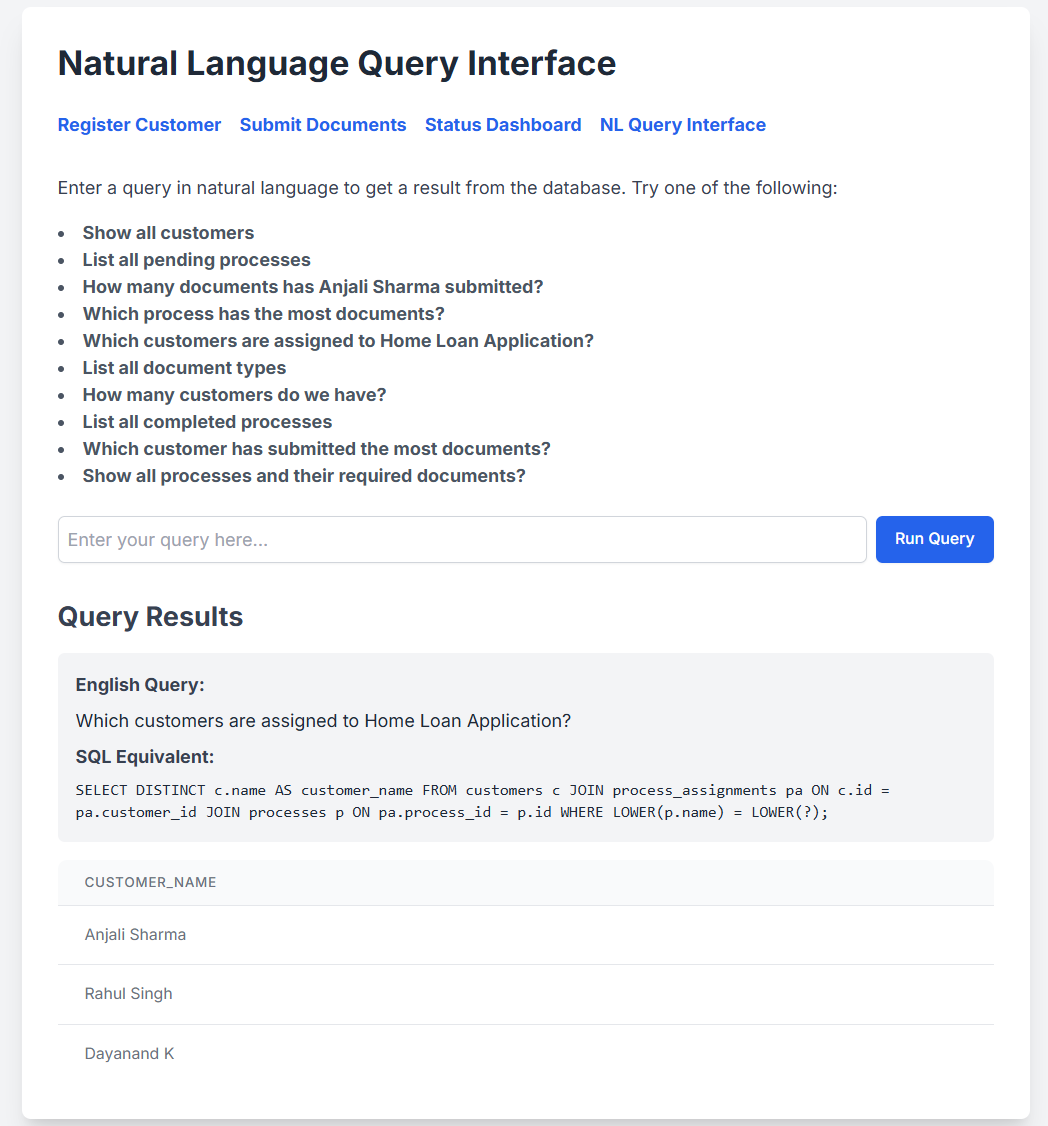 Natural Language Query Interface
Register Customer Submit Documents Status Dashboard NL Query Interface
Enter a query in natural language to get a result from the database. Try one of the following:
• Show all customers
• List all pending processes
• How many documents has Anjali Sharma submitted?
• Which process has the most documents?
• Which customers are assigned to Home Loan Application?
• List all document types
• How many customers do we have?
• List all completed processes
• Which customer has submitted the most documents?
• Show all processes and their required documents?
Enter your query here... Run Query
Query Results
English Query:
Which customers are assigned to Home Loan Application?
SQL Equivalent:
SELECT DISTINCT c.name AS customer_name FROM customers c JOIN process_assignments pa ON c.id =
pa.customer_id JOIN processes p ON pa.process_id = p.id WHERE LOWER(p.name) = LOWER(?);
CUSTOMER_NAME
Anjali Sharma
Rahul Singh
Dayanand K